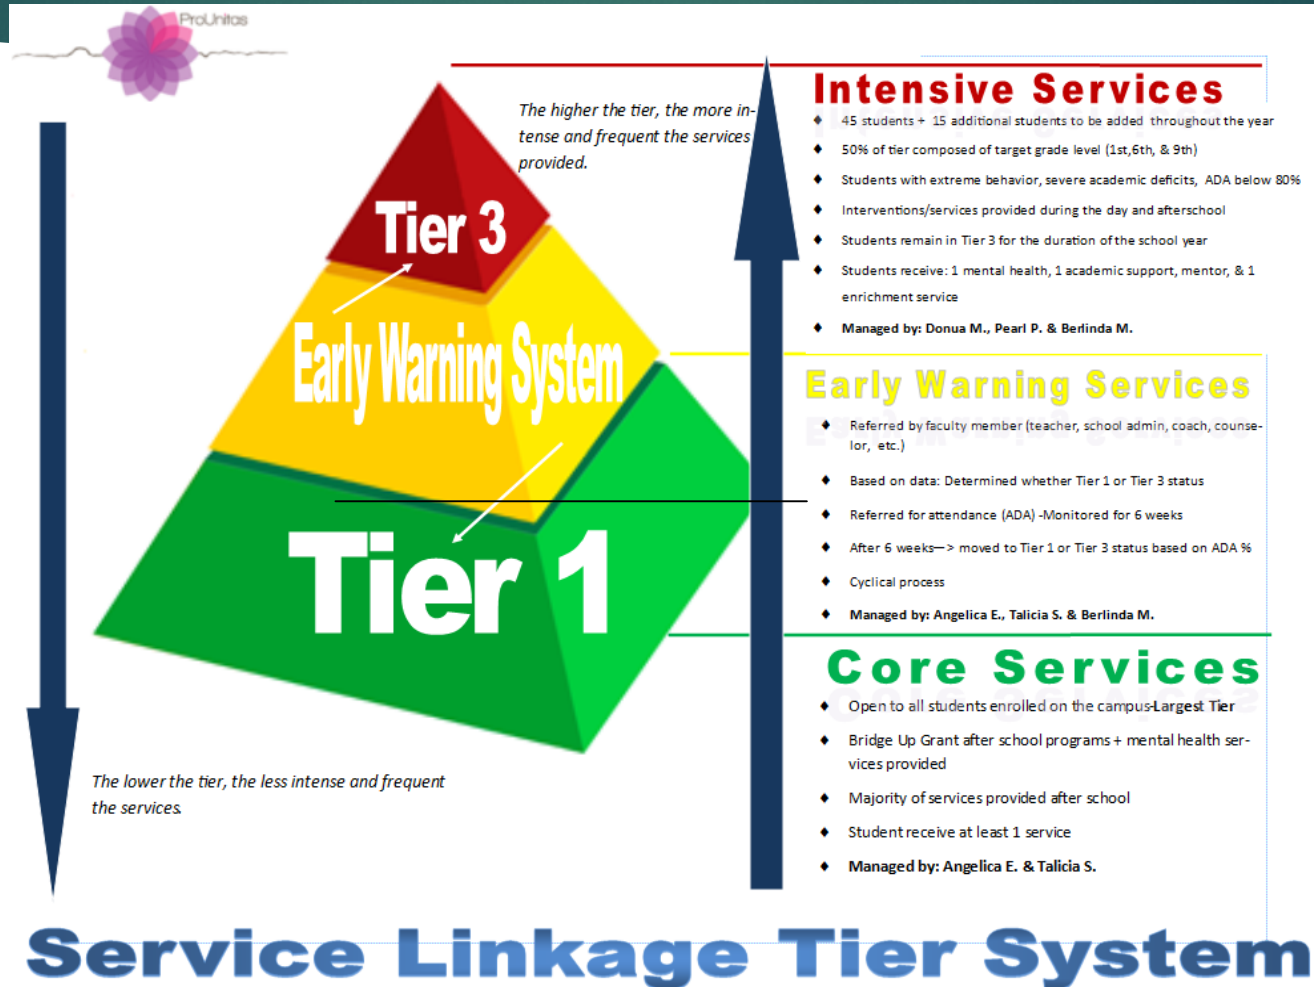 ProUnitas
The higher the tier, the more in-
tense and frequent the services
provided.
Tier 3
Early Warning System
Tier 1
The lower the tier, the less intense and frequent
the services.
Intensive Services
45 students + 15 additional students to be added throughout the year
50% of tier composed of target grade level (1st,6th, & 9th)
Students with extreme behavior, severe academic deficits, ADA below 80%
Interventions/services provided during the day and afterschool
Students remain in Tier 3 for the duration of the school year
Students receive: 1 mental health, 1 academic support, mentor, & 1
enrichment service
Managed by: Donua M., Pearl P. & Berlinda M.
Early Warning Services
Referred by faculty member (teacher, school admin, coach, counse-
lor, etc.)
Based on data: Determined whether Tier 1 or Tier 3 status
Referred for attendance (ADA) -Monitored for 6 weeks
After 6 weeks—> moved to Tier 1 or Tier 3 status based on ADA %
Cyclical process
Managed by: Angelica E., Talicia S. & Berlinda M.
Core Services
Open to all students enrolled on the campus-Largest Tier
Bridge Up Grant after school programs + mental health ser-
vices provided
Majority of services provided after school
Student receive at least 1 service
Managed by: Angelica E. & Talicia S.
Service Linkage Tier System